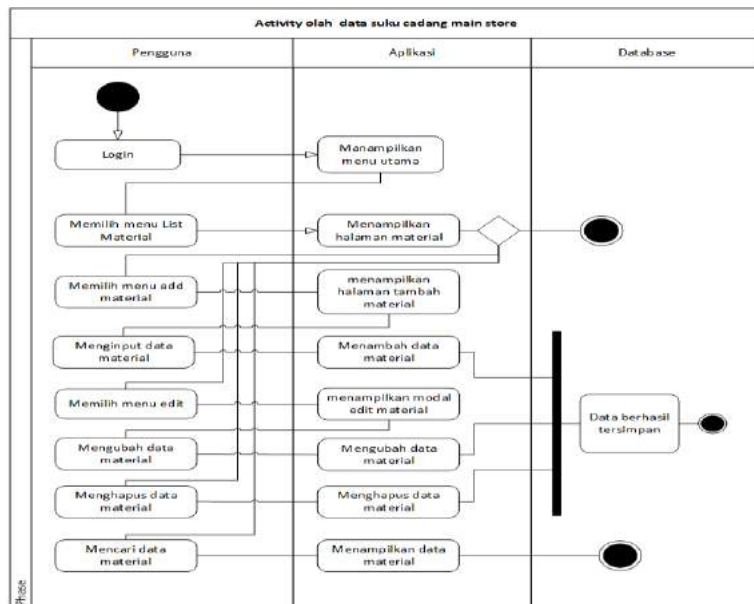 Activity olah data suku cadang main store
Pengguna
Aplikasi
Database
Login
Manampilkan
menu utama
Memilih menu List
Material
Menampilkan
halaman material
Memilih menu add
material
menampilkan
halaman tambah
material
Menginput data
material
Menambah data
material
Memilih menu edit
menampilkan modal
edit material
Data berhasil
tersimpan
Mengubah data
material
Mengubah data
material
Menghapus data
material
Menghapus data
material
Mencari data
material
Menampilkan data
material
Phase